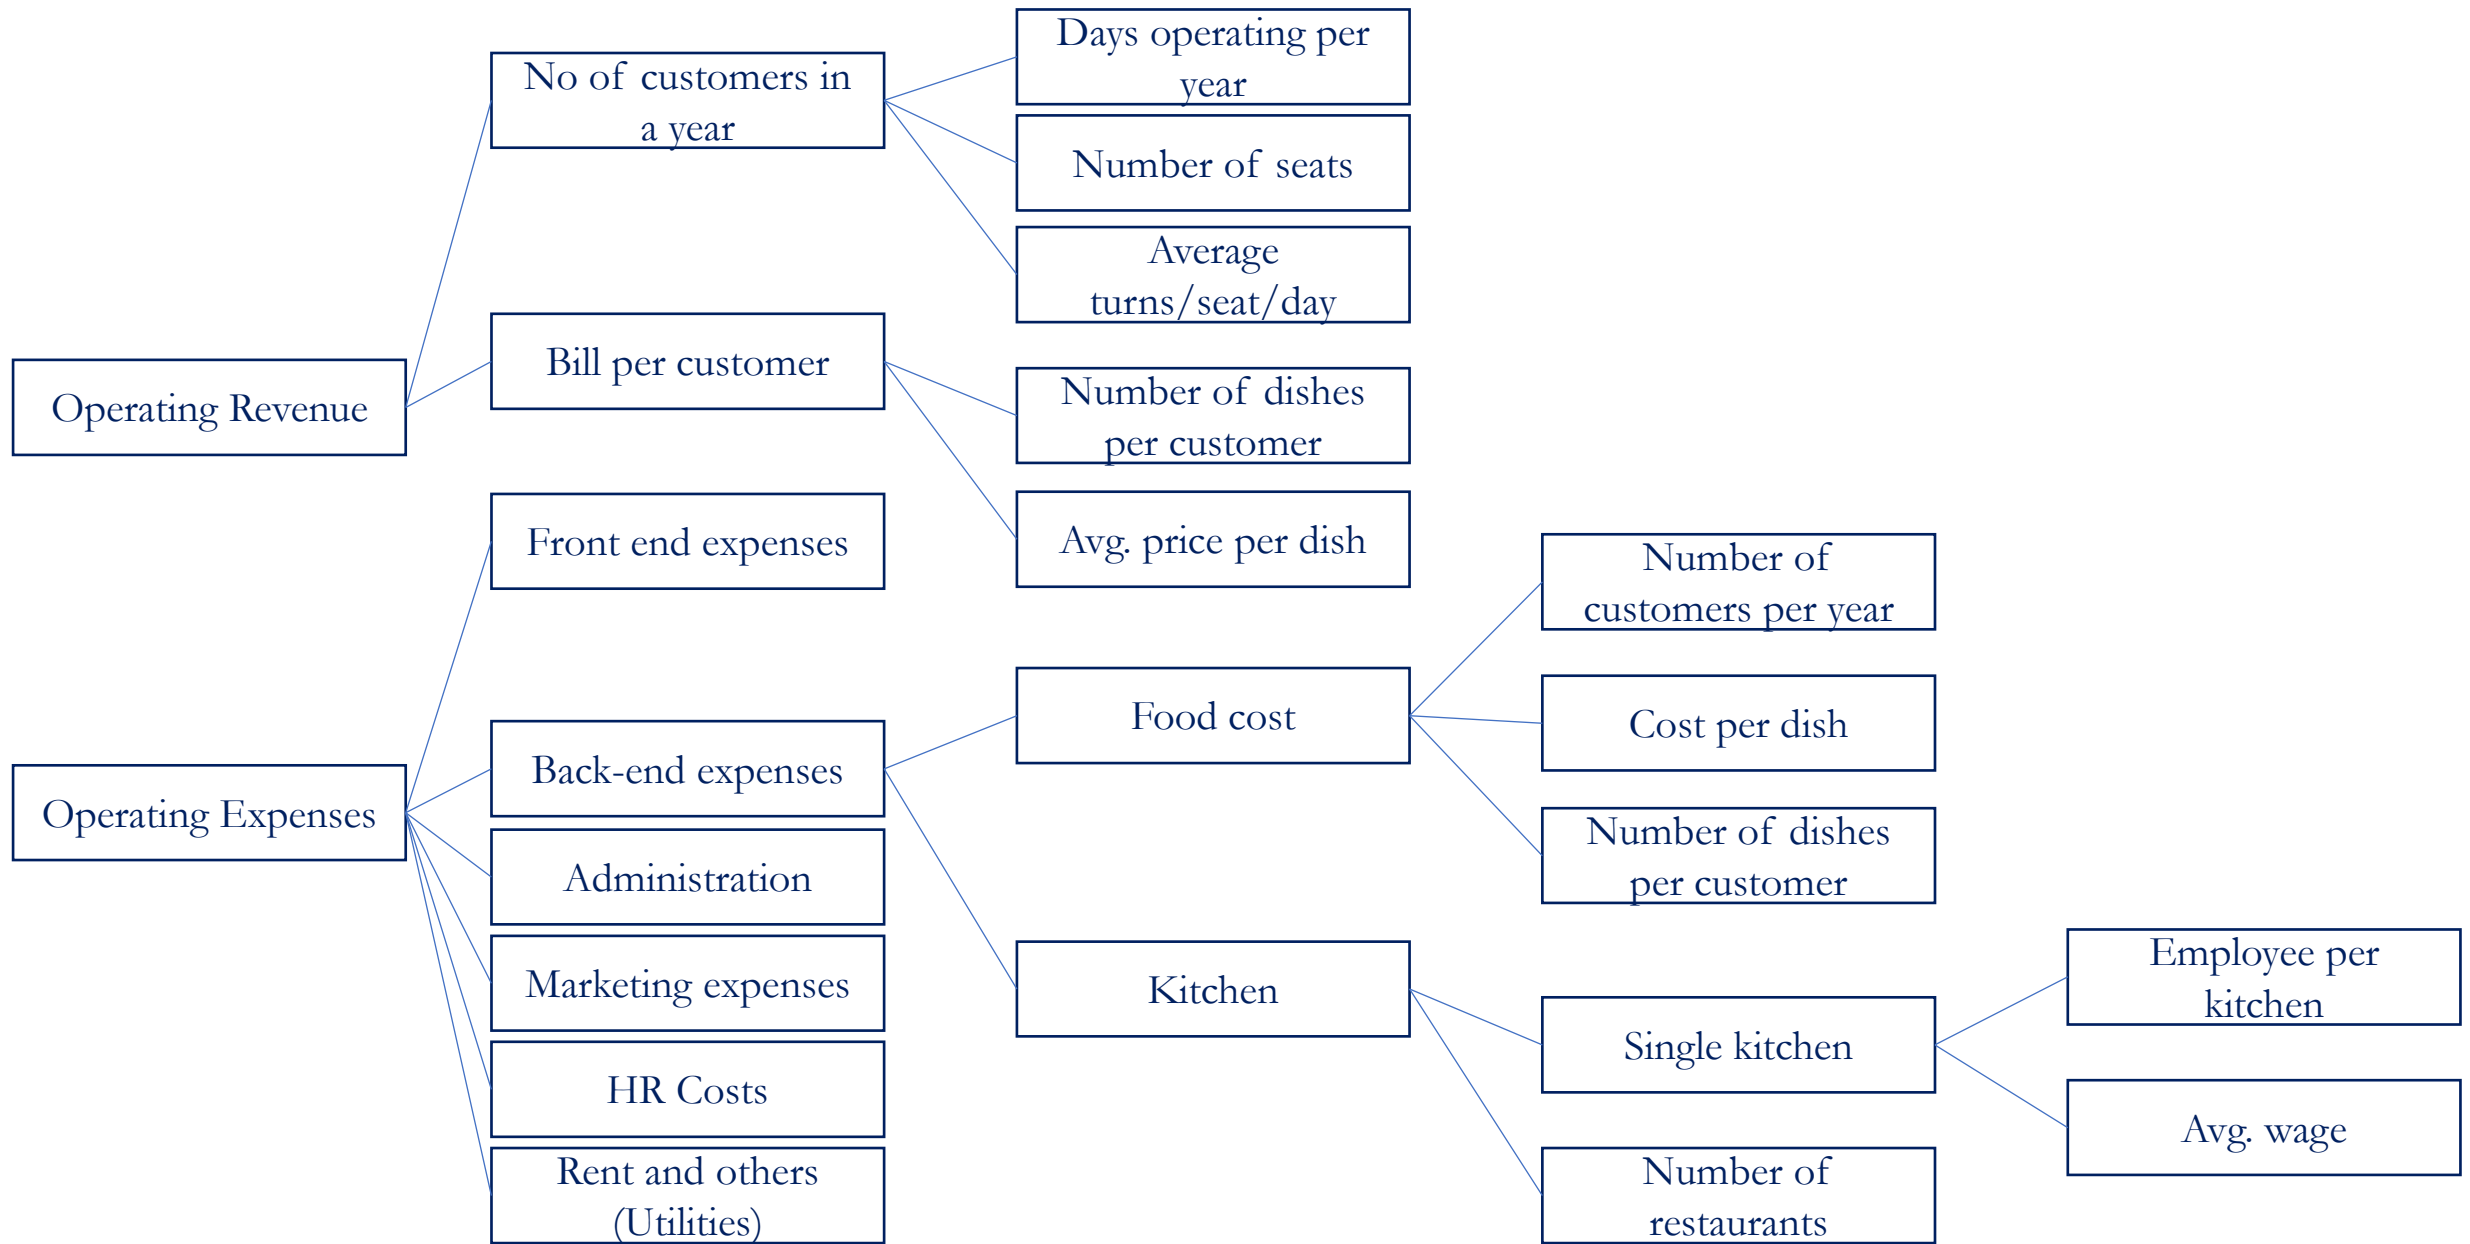 Operating Revenue
No of customers in
a year
Days operating per
year
Number of seats
Average
turns/seat/day
Bill per customer
Number of dishes
per customer
Avg. price per dish
Operating Expenses
Front end expenses
Back-end expenses
Food cost
Number of
customers per year
Cost per dish
Number of dishes
per customer
Kitchen
Single kitchen
Employee per
kitchen
Avg. wage
Number of
restaurants
Administration
Marketing expenses
HR Costs
Rent and others
(Utilities)